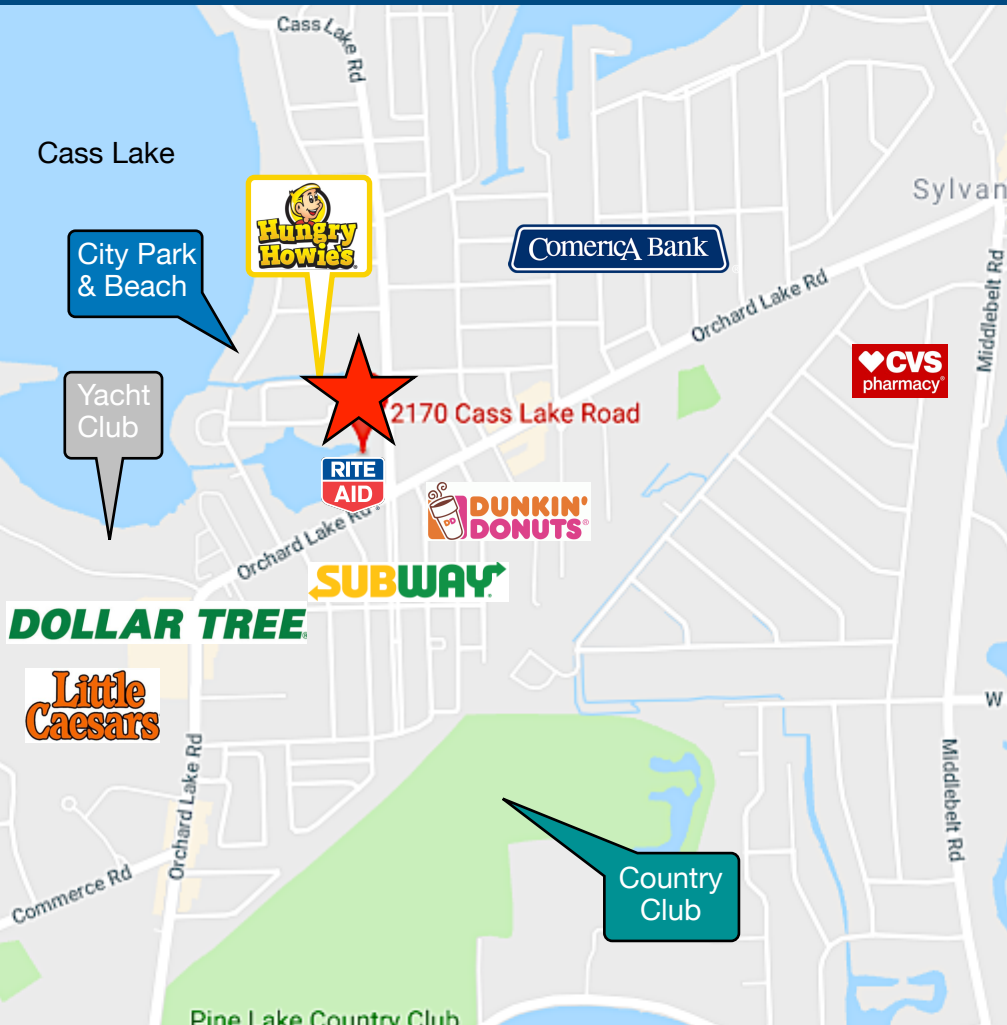 Cass Lake Rd
Cass Lake
Sylvan
Hungry
Howie's
Comerica Bank
City Park
& Beach
Orchard Lake Rd
Middlebelt Rd
CVS
pharmacy
Yacht
Club
2170 Cass Lake Road
RITE
AID
DUNKIN'
DONUTS
DD
Orchard Lake Rd
SUBWAY
DOLLAR TREE
Little
Caesars
W
Orchard Lake Rd
Middlebelt Rd
Commerce Rd
Country
Club
Pine Lake Country Club